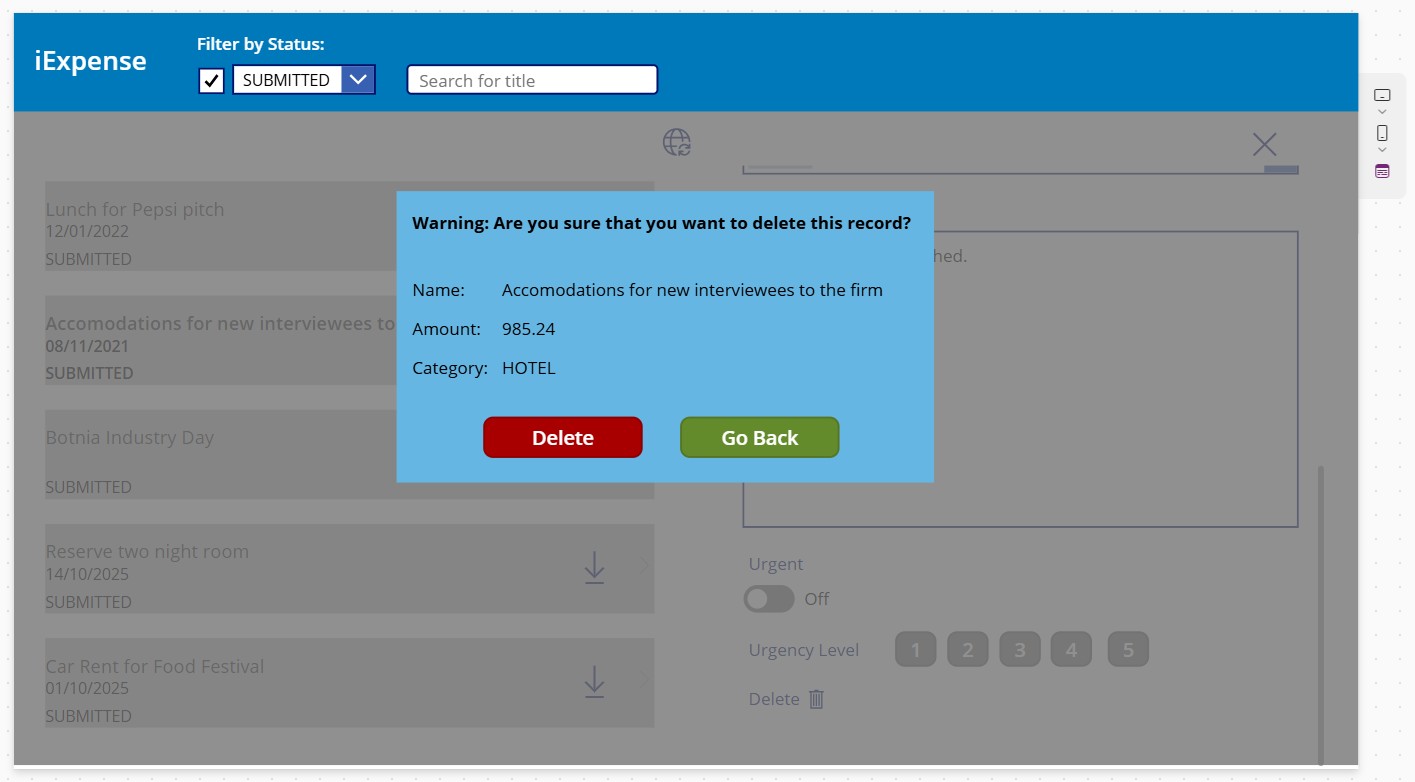 iExpense
Filter by Status:
SUBMITTED
Search for title
Lunch for Pepsi pitch
12/01/2022
SUBMITTED
Accomodations for new interviewees to
08/11/2021
SUBMITTED
Botnia Industry Day
SUBMITTED
Reserve two night room
14/10/2025
SUBMITTED
Car Rent for Food Festival
01/10/2025
SUBMITTED
Warning: Are you sure that you want to delete this record?
Name: Accomodations for new interviewees to the firm
Amount: 985.24
Category: HOTEL
Delete Go Back
hed.
Urgent
Off
Urgency Level 1 2 3 4 5
Delete